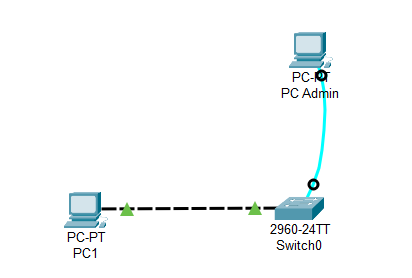 PC-PT
PC Admin
2960-24TT
Switch0
PC-PT
PC1